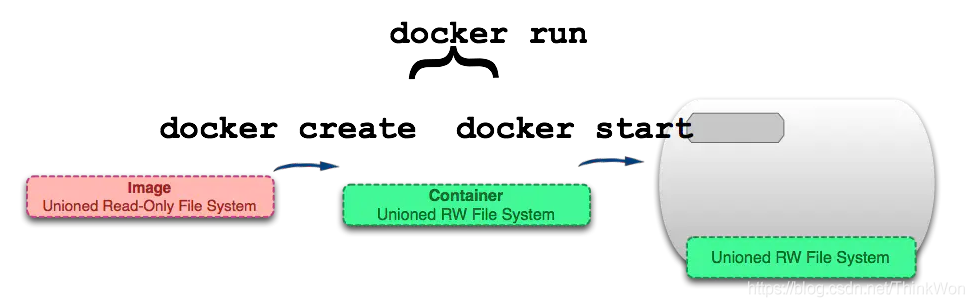 docker run
docker create docker start
Image
Unioned Read-Only File System
Container
Unioned RW File System
Unioned RW File System
https://blog.csdn.net/ThinkWon